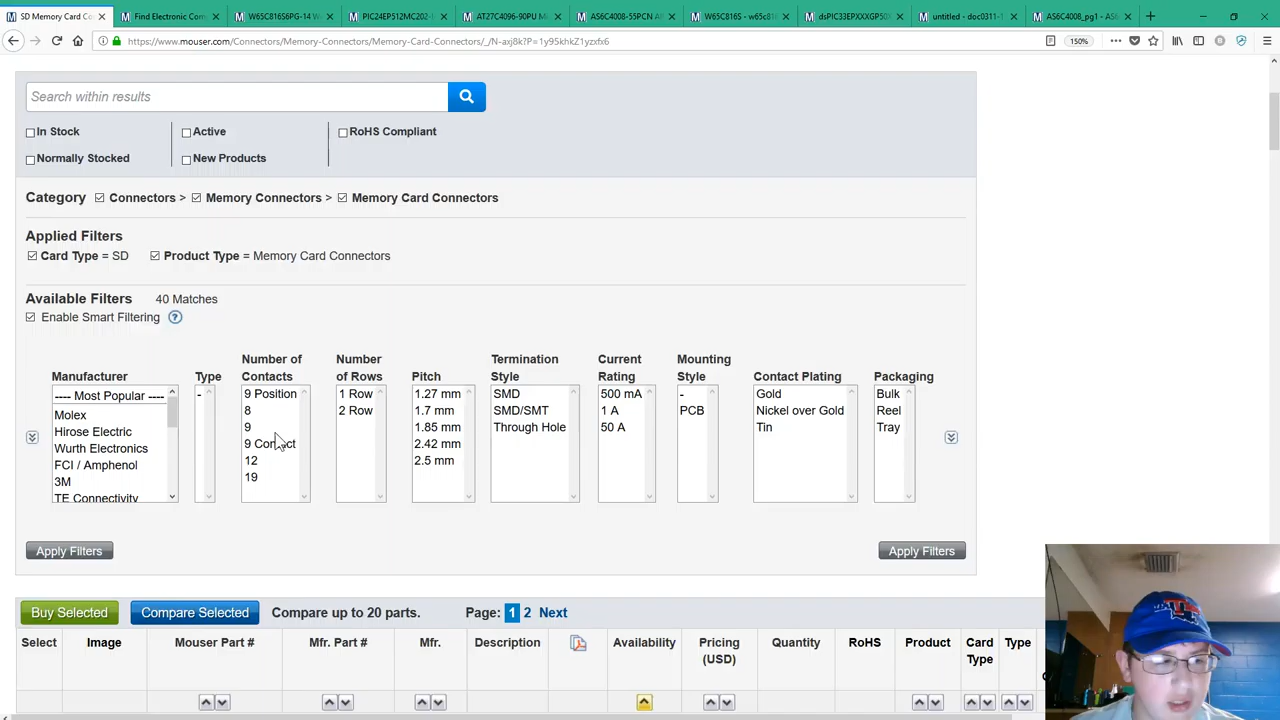 SD Memory Card Co
Find Electronic Com
W65C816S6PG-14 W
PIC24EP512MC202-
AT27C4096-90PU M
AS6C4008-55PCN A
W65C816S - w65c81
dsPIC33EPXXXGP50
untitled - doc0311-1
AS6C4008_pg1 - AS
https://www.mouser.com/Connectors/Memory-Connectors/Memory-Card-Connectors/_/N-axj8k?P=1y95khkZ1yzxfx6
150%
Search within results
In Stock Active RoHS Compliant
Normally Stocked New Products
Category Connectors > Memory Connectors > Memory Card Connectors
Applied Filters
Card Type = SD Product Type = Memory Card Connectors
Available Filters 40 Matches
Enable Smart Filtering ?
Manufacturer
---- Most Popular ----
Molex
Hirose Electric
Wurth Electronics
FCI / Amphenol
3M
TE Connectivity
Type
-
Number of
Contacts
9 Position
8
9
9 Contact
12
19
Number
of Rows
1 Row
2 Row
Pitch
1.27 mm
1.7 mm
1.85 mm
2.42 mm
2.5 mm
Termination
Style
SMD
SMD/SMT
Through Hole
Current
Rating
500 mA
1 A
50 A
Mounting
Style
-
PCB
Contact Plating
Gold
Nickel over Gold
Tin
Packaging
Bulk
Reel
Tray
Apply Filters Apply Filters
Buy Selected Compare Selected Compare up to 20 parts. Page: 1 2 Next
Select
Image
Mouser Part #
Mfr. Part #
Mfr.
Description
Availability
Pricing
(USD)
Quantity
RoHS
Product
Card
Type
Type